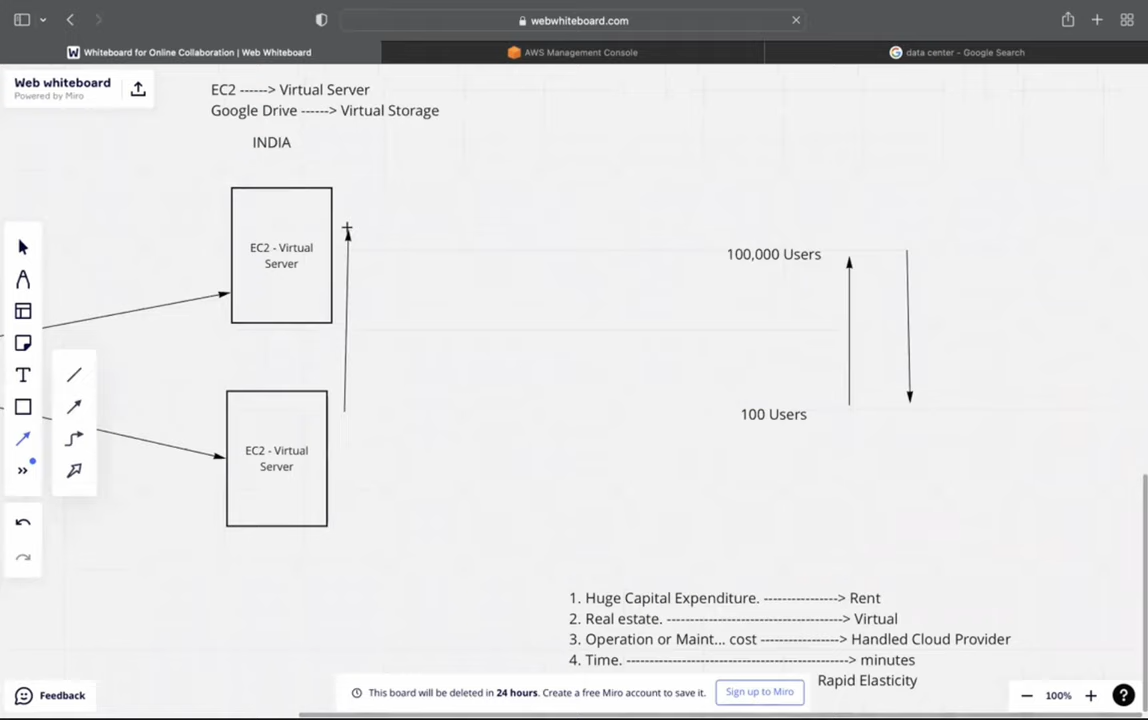 webwhiteboard.com
Whiteboard for Online Collaboration | Web Whiteboard
AWS Management Console
data center - Google Search
Web whiteboard
Powered by Miro
EC2 ------> Virtual Server
Google Drive ------> Virtual Storage
INDIA
EC2 - Virtual
Server
100,000 Users
100 Users
EC2 - Virtual
Server
1. Huge Capital Expenditure. ---------------> Rent
2. Real estate. ------------------------------------> Virtual
3. Operation or Maint... cost ----------------> Handled Cloud Provider
4. Time. ---------------------------------------------> minutes
Rapid Elasticity
Feedback
This board will be deleted in 24 hours. Create a free Miro account to save it.
Sign up to Miro
100%